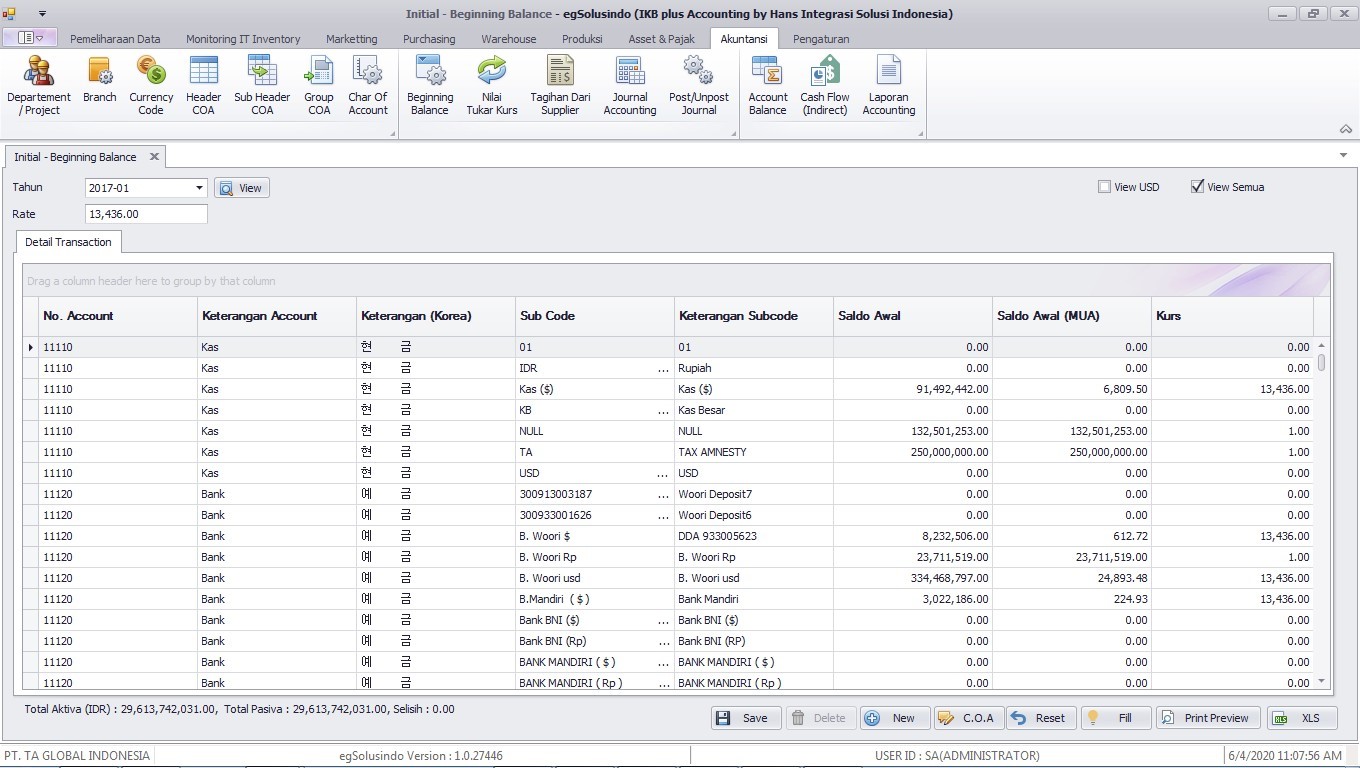 Initial - Beginning Balance - egSolusindo (IKB plus Accounting by Hans Integrasi Solusi Indonesia)
Pemeliharaan Data Monitoring IT Inventory Marketting Purchasing Warehouse Produksi Asset & Pajak Akuntansi Pengaturan
Departement / Project
Branch
Currency Code
Header COA
Sub Header COA
Group COA
Char Of Account
Beginning Balance
Nilai Tukar Kurs
Tagihan Dari Supplier
Journal Accounting
Post/Unpost Journal
Account Balance
Cash Flow (Indirect)
Laporan Accounting
Initial - Beginning Balance
Tahun 2017-01 View View USD View Semua
Rate 13,436.00
Detail Transaction
Drag a column header here to group by that column
No. Account Keterangan Account Keterangan (Korea) Sub Code Keterangan Subcode Saldo Awal Saldo Awal (MUA) Kurs
11110 Kas 현 금 01 01 0.00 0.00 0.00
11110 Kas 현 금 IDR ... Rupiah 0.00 0.00 0.00
11110 Kas 현 금 Kas ($) Kas ($) 91,492,442.00 6,809.50 13,436.00
11110 Kas 현 금 KB ... Kas Besar 0.00 0.00 0.00
11110 Kas 현 금 NULL NULL 132,501,253.00 132,501,253.00 1.00
11110 Kas 현 금 TA TAX AMNESTY 250,000,000.00 250,000,000.00 1.00
11110 Kas 현 금 USD ... USD 0.00 0.00 0.00
11120 Bank 예 금 300913003187 ... Woori Deposit7 0.00 0.00 0.00
11120 Bank 예 금 300933001626 ... Woori Deposit6 0.00 0.00 0.00
11120 Bank 예 금 B. Woori $ DDA 933005623 8,232,506.00 612.72 13,436.00
11120 Bank 예 금 B. Woori Rp B. Woori Rp 23,711,519.00 23,711,519.00 1.00
11120 Bank 예 금 B. Woori usd B. Woori usd 334,468,797.00 24,893.48 13,436.00
11120 Bank 예 금 B.Mandiri ( $ ) Bank Mandiri 3,022,186.00 224.93 13,436.00
11120 Bank 예 금 Bank BNI ($) ... Bank BNI ($) 0.00 0.00 0.00
11120 Bank 예 금 Bank BNI (Rp) ... Bank BNI (RP) 0.00 0.00 0.00
11120 Bank 예 금 BANK MANDIRI ( $ ) ... BANK MANDIRI ( $ ) 0.00 0.00 0.00
11120 Bank 예 금 BANK MANDIRI ( Rp ) ... BANK MANDIRI ( Rp ) 0.00 0.00 0.00
Total Aktiva (IDR) : 29,613,742,031.00, Total Pasiva : 29,613,742,031.00, Selisih : 0.00
Save Delete New C.O.A Reset Fill Print Preview XLS
PT. TA GLOBAL INDONESIA egSolusindo Version : 1.0.27446 USER ID : SA(ADMINISTRATOR) 6/4/2020 11:07:56 AM